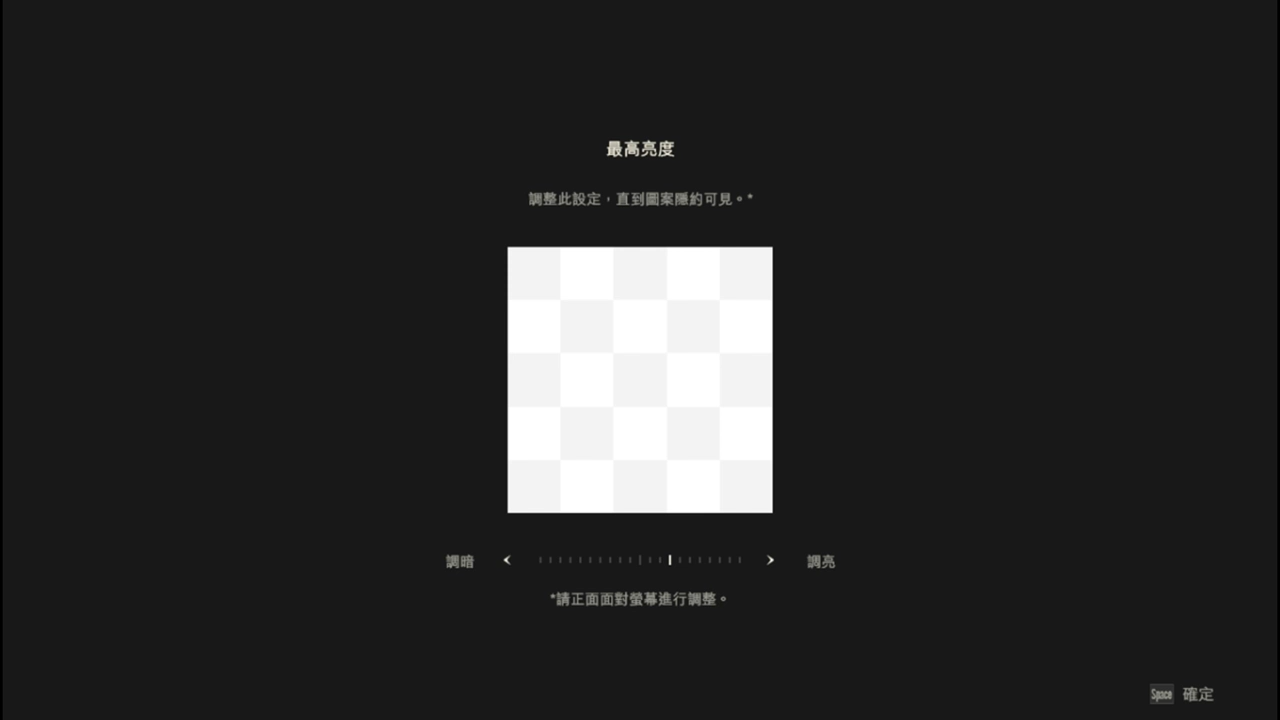 最高亮度
調整此設定，直到圖案隱約可見。*
調暗
調亮
*請正面面對螢幕進行調整。
Space 確定